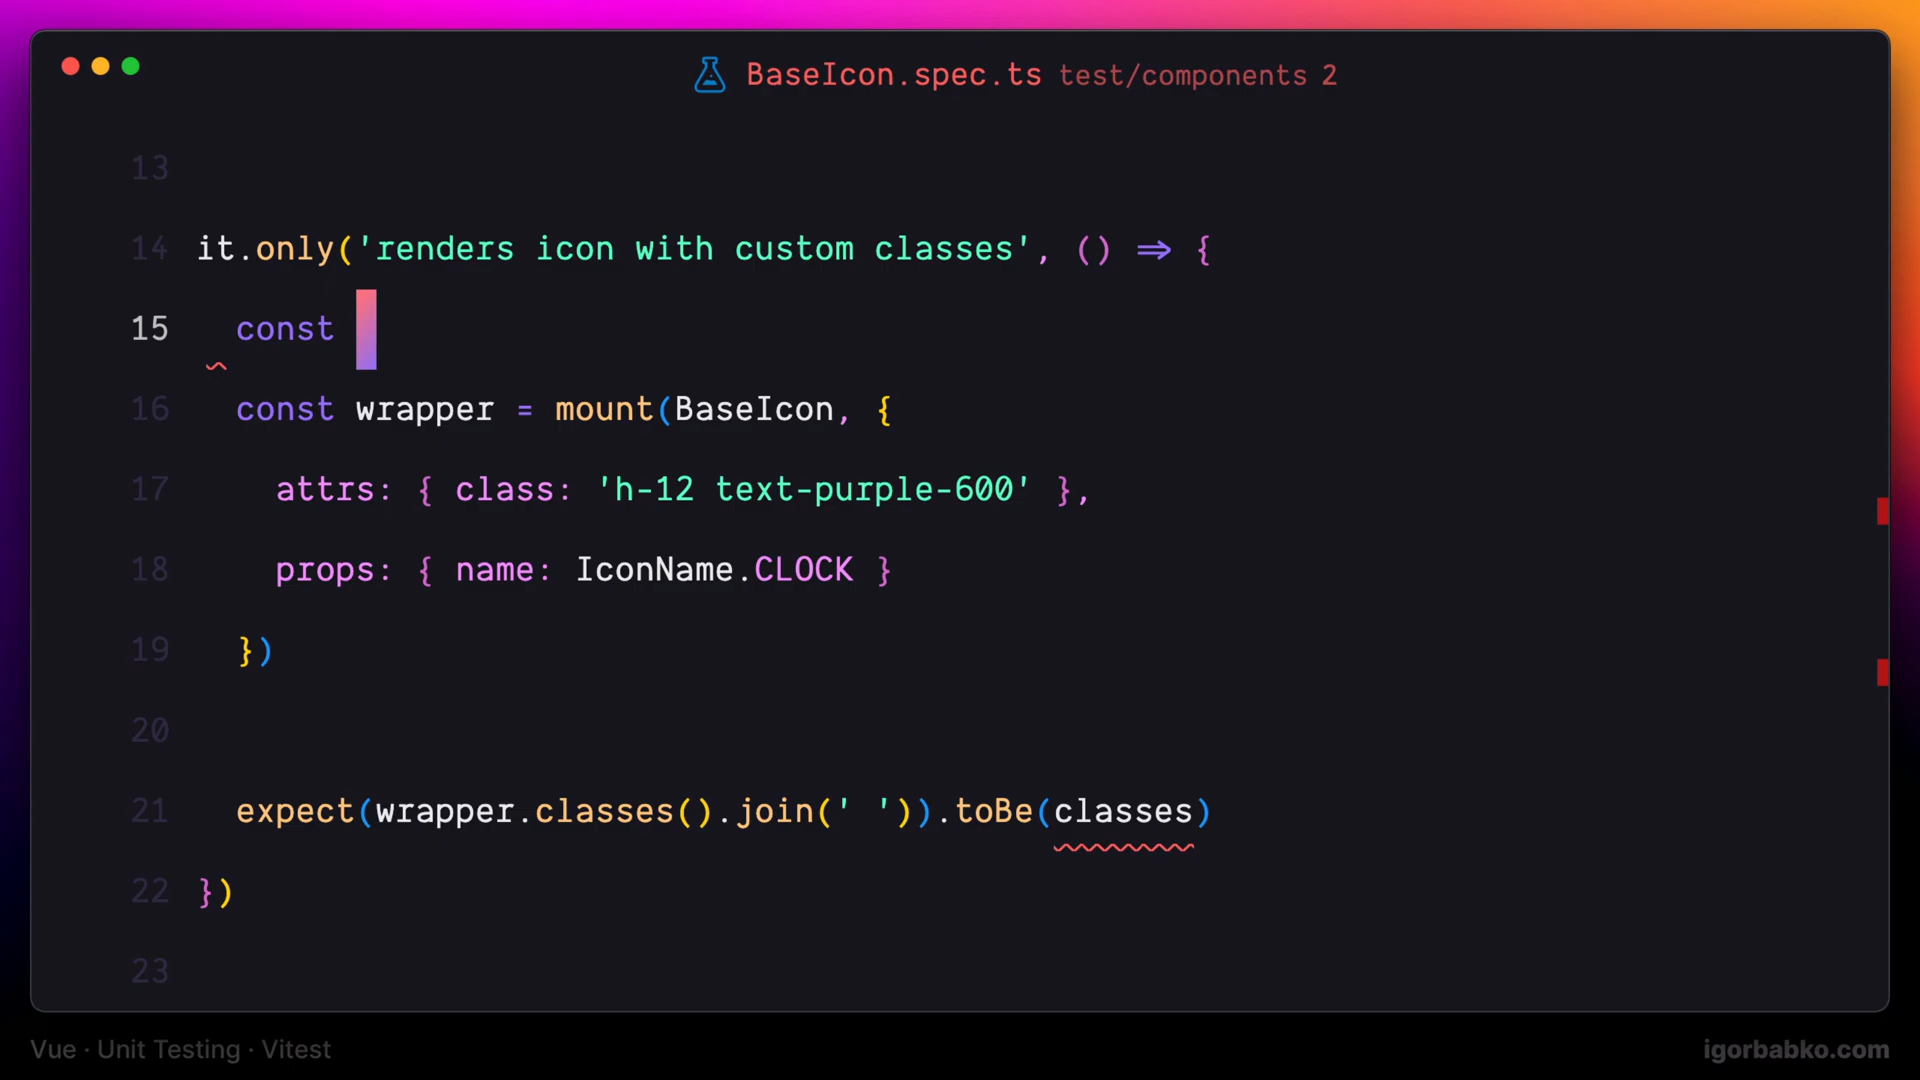 BaseIcon.spec.ts test/components 2
13
14 it.only('renders icon with custom classes', () => {
15   const
16   const wrapper = mount(BaseIcon, {
17     attrs: { class: 'h-12 text-purple-600' },
18     props: { name: IconName.CLOCK }
19   })
20
21   expect(wrapper.classes().join(' ')).toBe(classes)
22 })
23
Vue · Unit Testing · Vitest
igorbabko.com